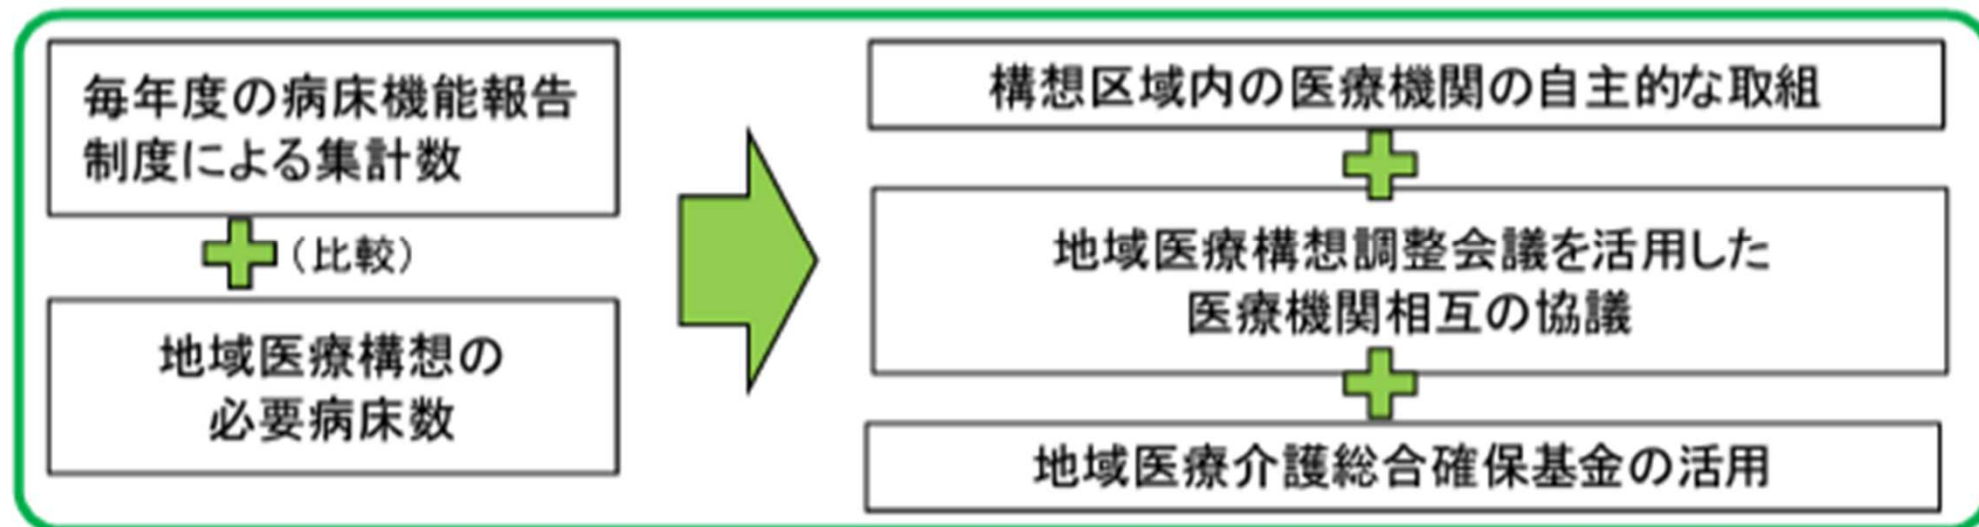 毎年度の病床機能報告
制度による集計数
（比較）
地域医療構想の
必要病床数
構想区域内の医療機関の自主的な取組
地域医療構想調整会議を活用した
医療機関相互の協議
地域医療介護総合確保基金の活用